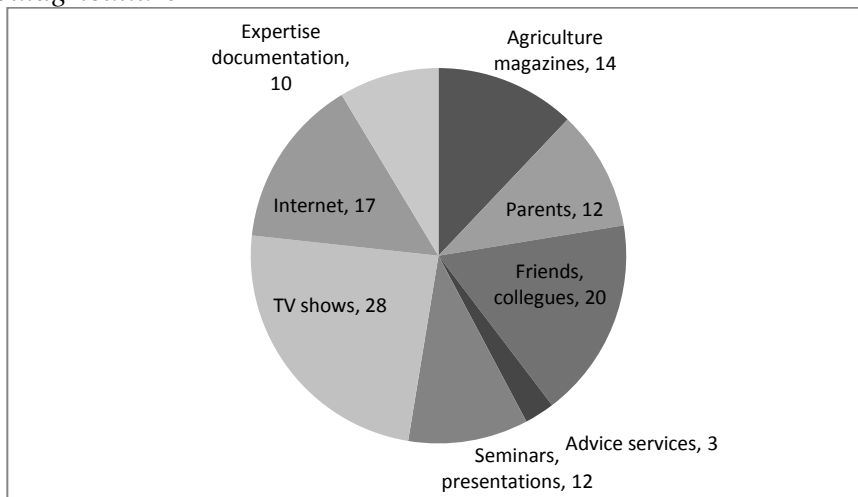 Expertise
documentation,
10
Agriculture
magazines, 14
Internet, 17
Parents, 12
Friends,
collegues, 20
TV shows, 28
Advice services, 3
Seminars,
presentations, 12